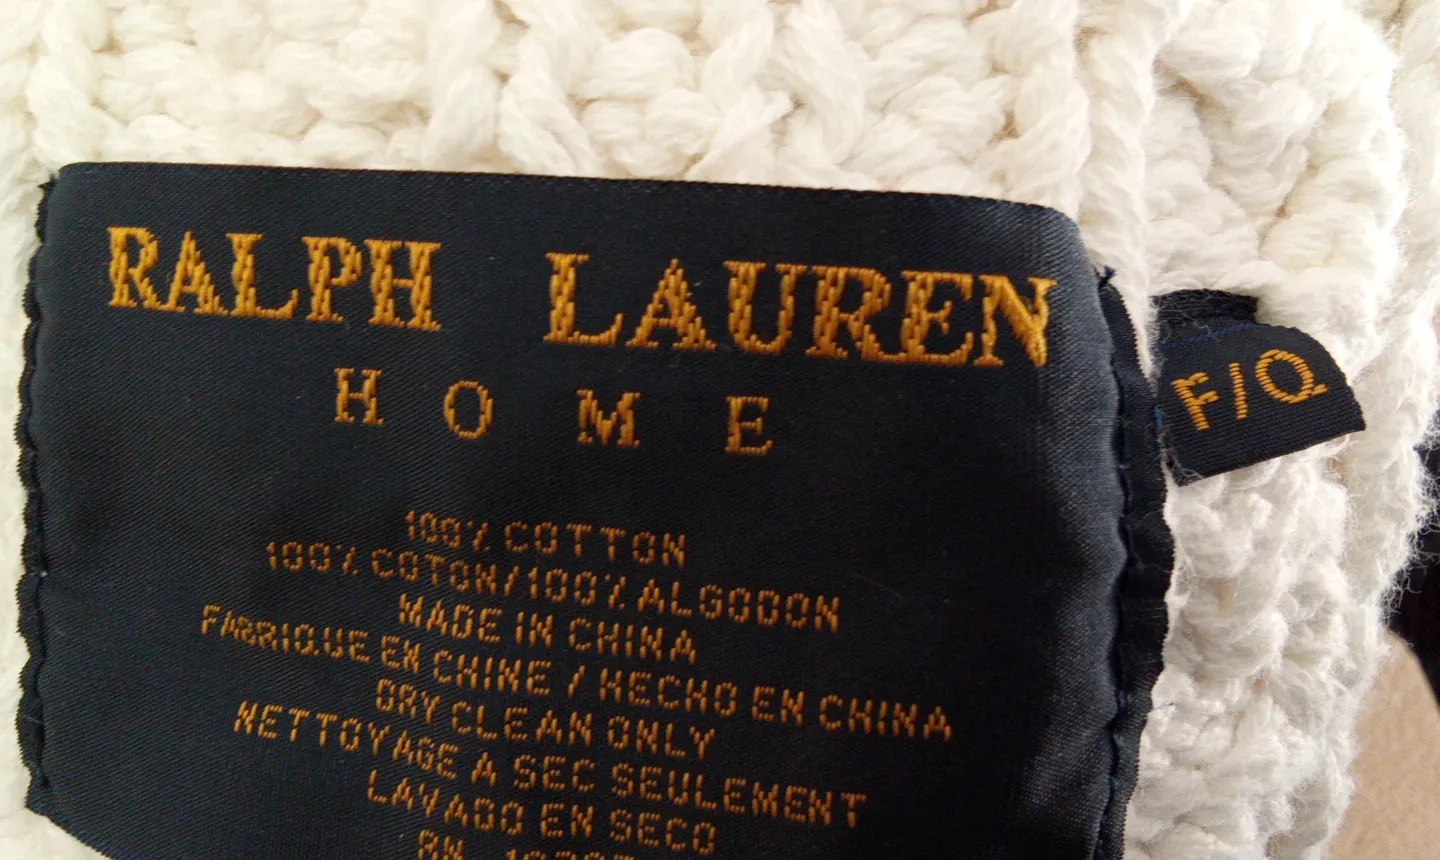 RALPH LAUREN
HOME
F/Q
100% COTTON
100% COTON/100% ALGODON
MADE IN CHINA
FABRIQUE EN CHINE / HECHO EN CHINA
DRY CLEAN ONLY
NETTOYAGE A SEC SEULEMENT
LAVADO EN SECO
RN